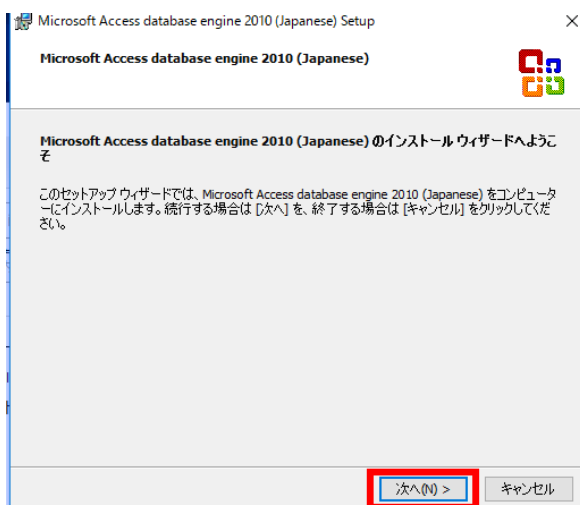 Microsoft Access database engine 2010 (Japanese) Setup
Microsoft Access database engine 2010 (Japanese)
Microsoft Access database engine 2010 (Japanese) のインストール ウィザードへようこ
そ
このセットアップ ウィザードでは、Microsoft Access database engine 2010 (Japanese) をコンピュータ
ーにインストールします。続行する場合は [次へ] を、終了する場合は [キャンセル] をクリックしてくだ
さい。
次へ(N) >
キャンセル